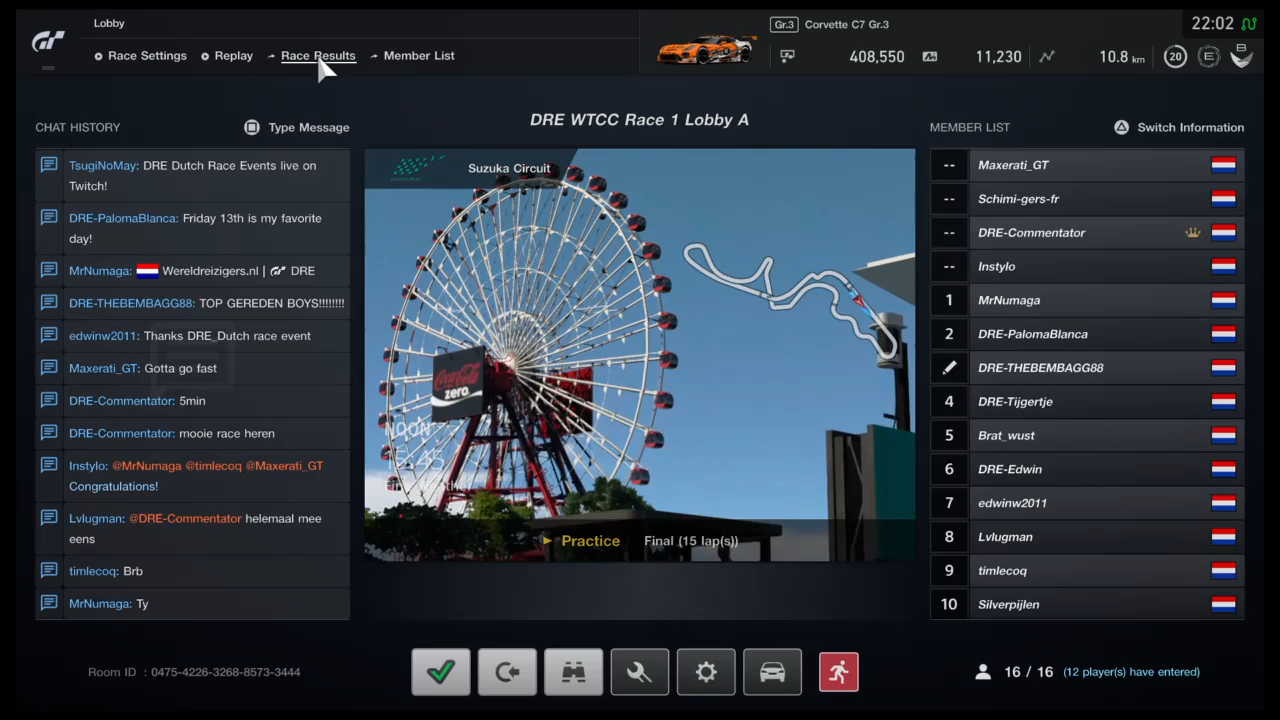 Lobby
Gr.3 Corvette C7 Gr.3
22:02
Race Settings Replay Race Results Member List
408,550 11,230 10.8 km 20 E B
DRE WTCC Race 1 Lobby A
CHAT HISTORY Type Message
TsugiNoMay: DRE Dutch Race Events live on
Twitch!
DRE-PalomaBlanca: Friday 13th is my favorite
day!
MrNumaga: Wereldreizigers.nl | DRE
DRE-THEBEMBAGG88: TOP GEREDEN BOYS!!!!!!!!
edwinw2011: Thanks DRE_Dutch race event
Maxerati_GT: Gotta go fast
DRE-Commentator: 5min
DRE-Commentator: mooie race heren
Instylo: @MrNumaga @timlecoq @Maxerati_GT
Congratulations!
Lvlugman: @DRE-Commentator helemaal mee
eens
timlecoq: Brb
MrNumaga: Ty
Suzuka Circuit
Coca-Cola
zero
NOON
15:45
Practice Final (15 lap(s))
MEMBER LIST Switch Information
-- Maxerati_GT
-- Schimi-gers-fr
-- DRE-Commentator
-- Instylo
1 MrNumaga
2 DRE-PalomaBlanca
DRE-THEBEMBAGG88
4 DRE-Tijgertje
5 Brat_wust
6 DRE-Edwin
7 edwinw2011
8 Lvlugman
9 timlecoq
10 Silverpijlen
Room ID : 0475-4226-3268-8573-3444
16 / 16 (12 player(s) have entered)